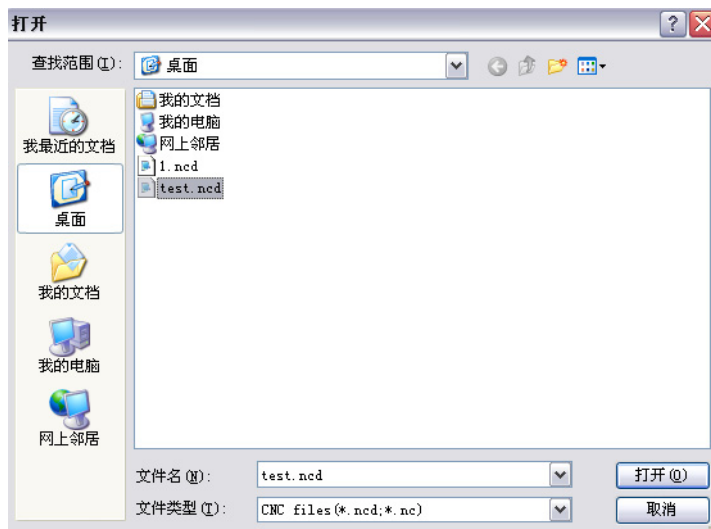 打开
查找范围(I):
桌面
我最近的文档
桌面
我的文档
我的电脑
网上邻居
我的文档
我的电脑
网上邻居
1.ncd
test.ncd
文件名(N):
test.ncd
打开(O)
文件类型(T):
CNC files(*.ncd;*.nc)
取消